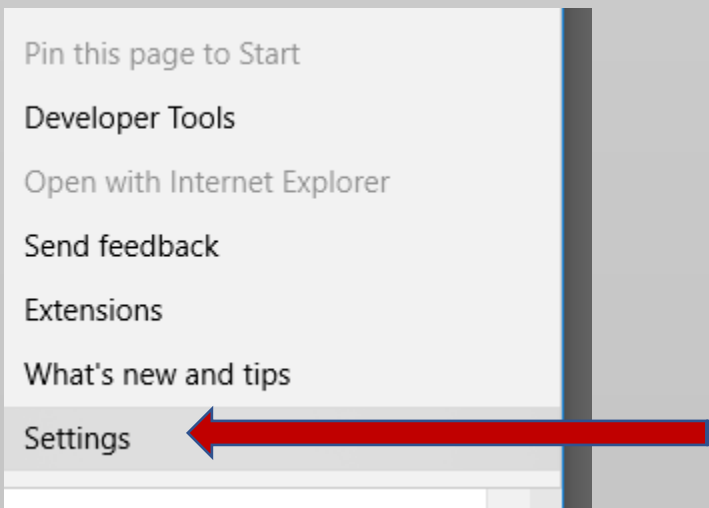 Pin this page to Start
Developer Tools
Open with Internet Explorer
Send feedback
Extensions
What's new and tips
Settings